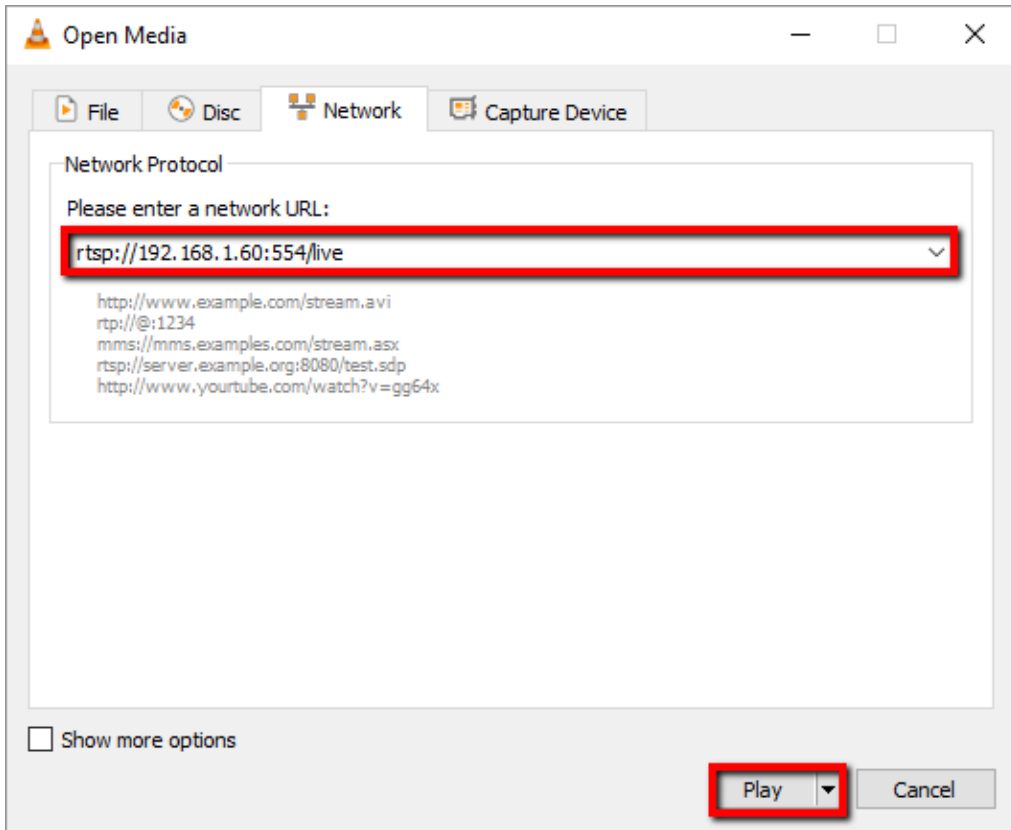 Open Media
File Disc Network Capture Device
Network Protocol
Please enter a network URL:
rtsp://192.168.1.60:554/live
http://www.example.com/stream.avi
rtp://@:1234
mms://mms.examples.com/stream.asx
rtsp://server.example.org:8080/test.sdp
http://www.yourtube.com/watch?v=gg64x
Show more options
Play Cancel